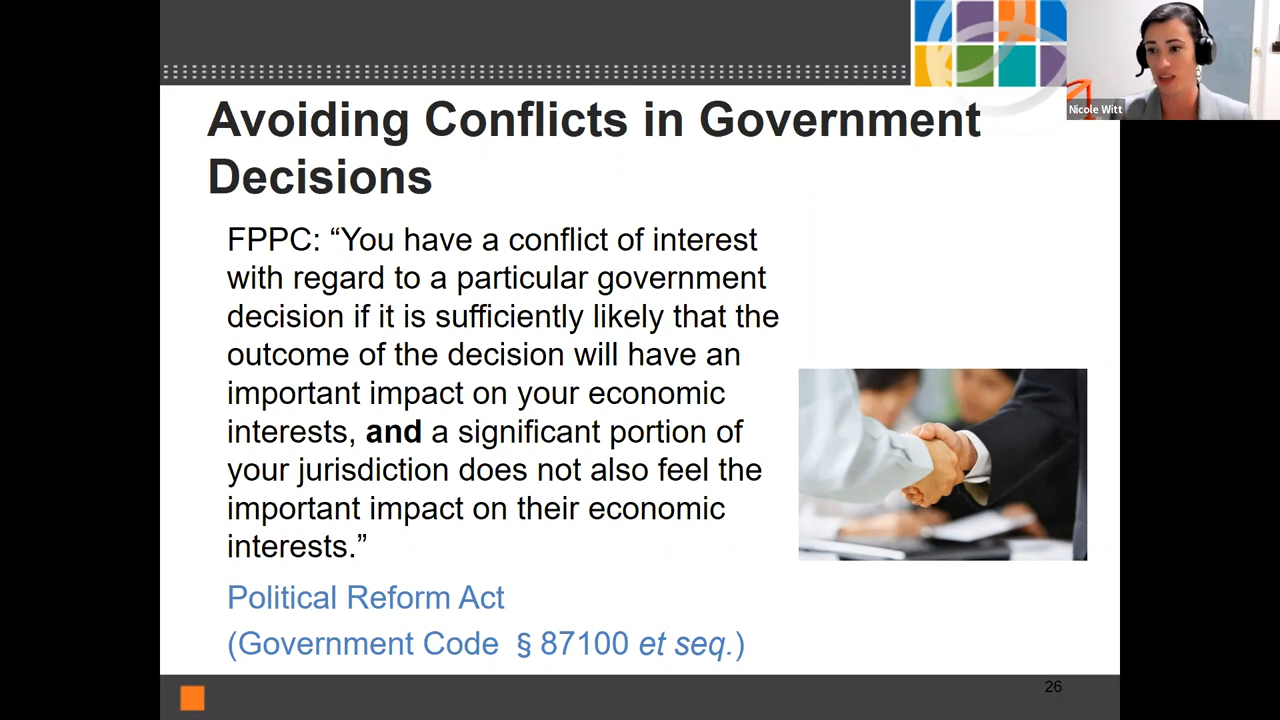 Nicole Witt
Avoiding Conflicts in Government
Decisions
FPPC: “You have a conflict of interest
with regard to a particular government
decision if it is sufficiently likely that the
outcome of the decision will have an
important impact on your economic
interests, and a significant portion of
your jurisdiction does not also feel the
important impact on their economic
interests.”
Political Reform Act
(Government Code § 87100 et seq.)
26